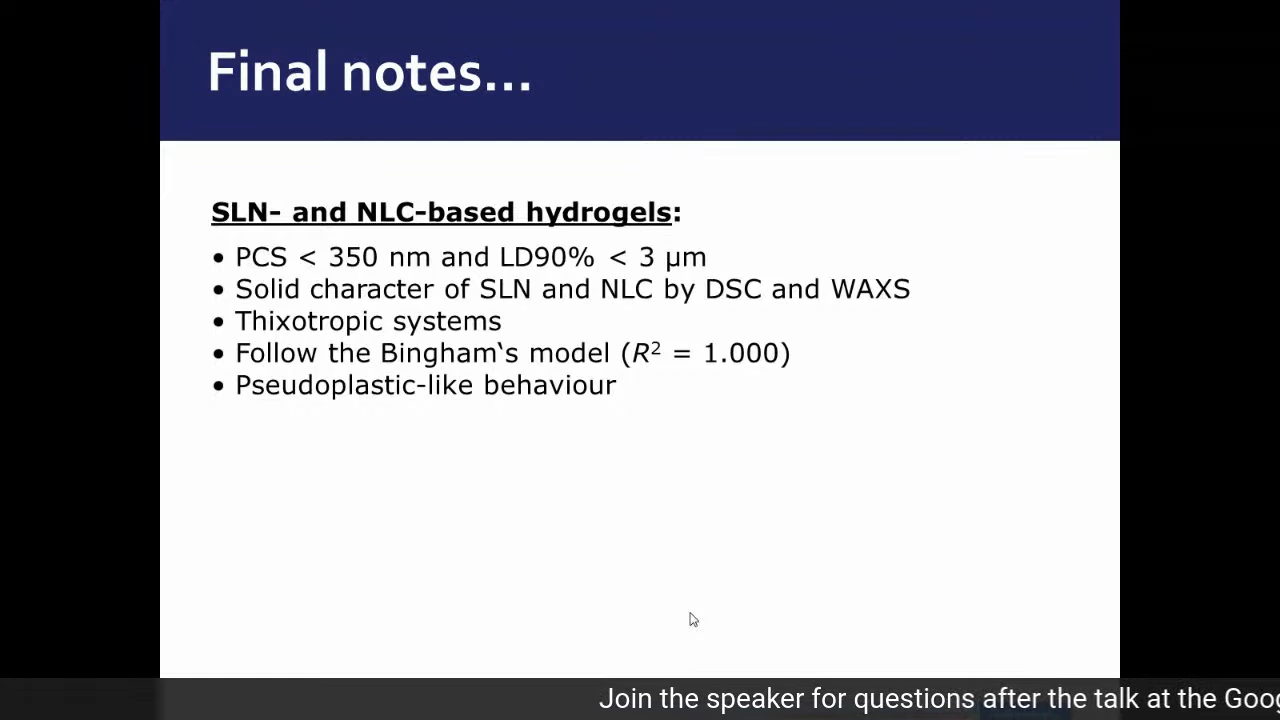 Final notes...
SLN- and NLC-based hydrogels:
• PCS < 350 nm and LD90% < 3 µm
• Solid character of SLN and NLC by DSC and WAXS
• Thixotropic systems
• Follow the Bingham‛s model (R² = 1.000)
• Pseudoplastic-like behaviour
Join the speaker for questions after the talk at the